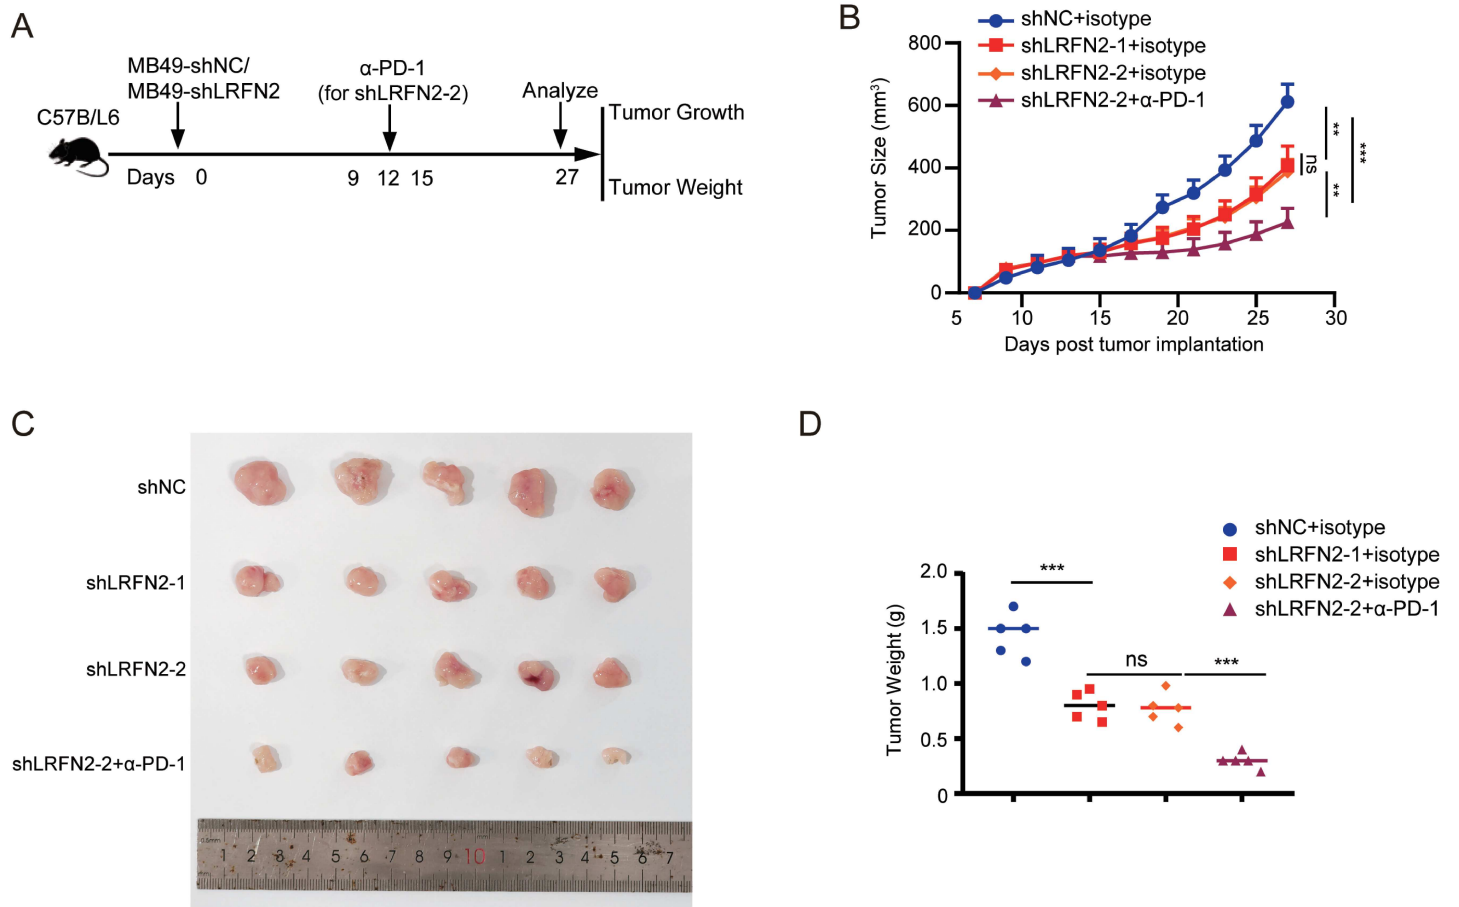 A
MB49-shNC/
MB49-shLRFN2
α-PD-1
(for shLRFN2-2)
Analyze
C57B/L6
Tumor Growth
Tumor Weight
Days 0 9 12 15 27
B
shNC+isotype
shLRFN2-1+isotype
shLRFN2-2+isotype
shLRFN2-2+α-PD-1
Tumor Size (mm³)
800
600
400
200
0
5 10 15 20 25 30
Days post tumor implantation
**
ns
**
***
C
shNC
shLRFN2-1
shLRFN2-2
shLRFN2-2+α-PD-1
0.5mm
1 2 3 4 5 6 7 8 9 10 1 2 3 4 5 6 7
D
shNC+isotype
shLRFN2-1+isotype
shLRFN2-2+isotype
shLRFN2-2+α-PD-1
Tumor Weight (g)
2.0
1.5
1.0
0.5
0
***
ns
***